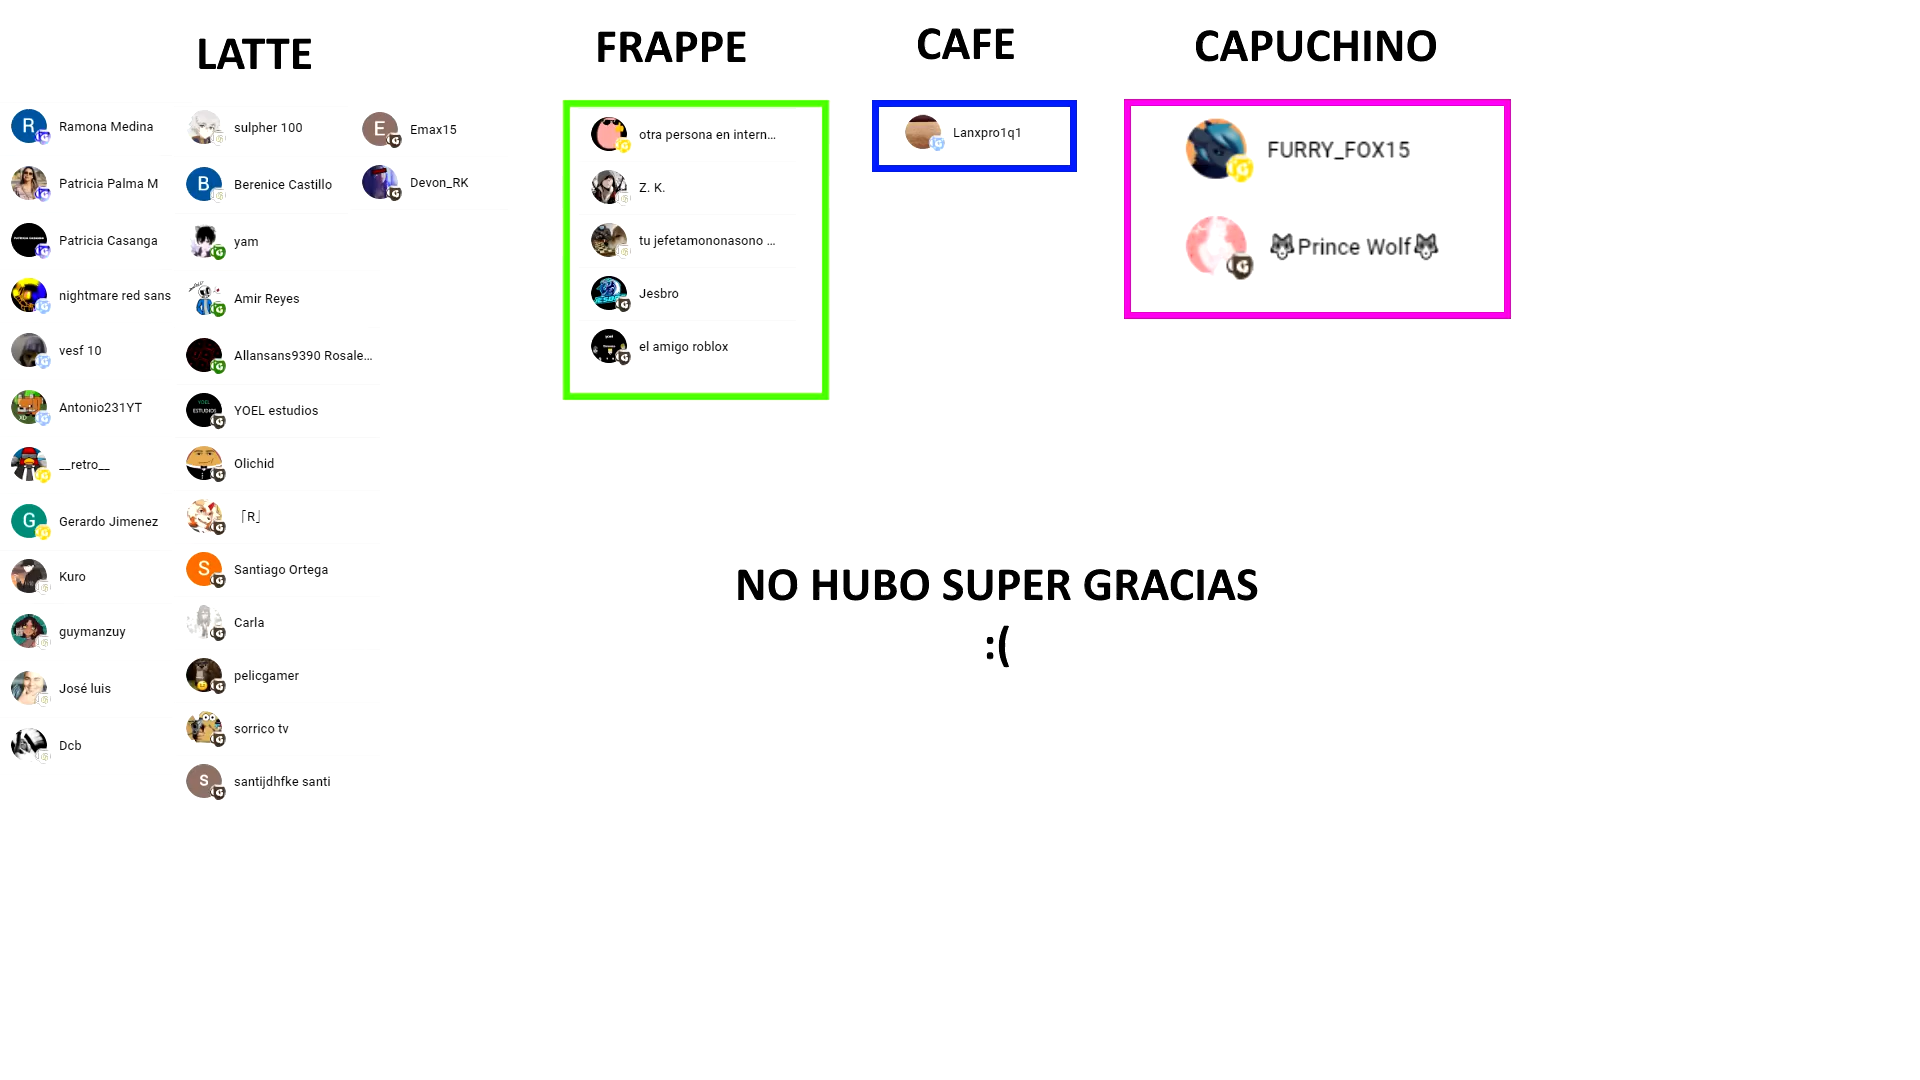 LATTE
Ramona Medina
Patricia Palma M
Patricia Casanga
nightmare red sans
vesf 10
Antonio231YT
__retro__
Gerardo Jimenez
Kuro
guymanzuy
José luis
Dcb
sulpher 100
Berenice Castillo
yam
Amir Reyes
Allansans9390 Rosale...
YOEL estudios
Olichid
「R」
Santiago Ortega
Carla
pelicgamer
sorrico tv
santijdhfke santi
Emax15
Devon_RK
FRAPPE
otra persona en intern...
Z. K.
tu jefetamononasono ...
Jesbro
el amigo roblox
CAFE
Lanxpro1q1
CAPUCHINO
FURRY_FOX15
🐺Prince Wolf🐺
NO HUBO SUPER GRACIAS
:(